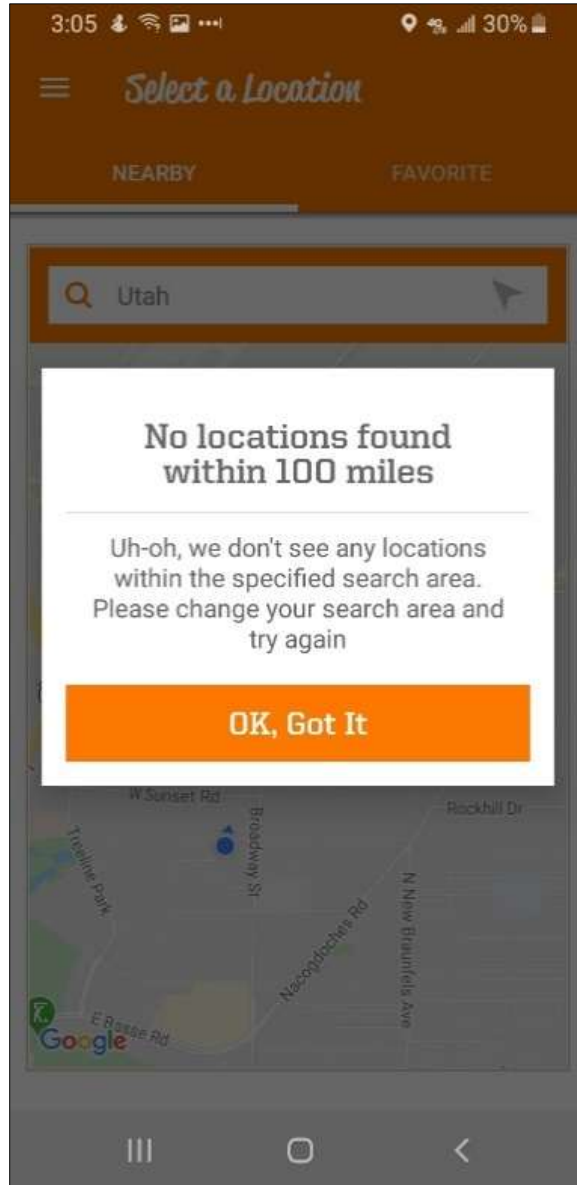 3:05 30%
Select a Location
NEARBY FAVORITE
Utah
No locations found
within 100 miles
Uh-oh, we don't see any locations
within the specified search area.
Please change your search area and
try again
OK, Got It
W Sunset Rd
Rockhill Dr
Broadway St
Treeline Park
N New Braunfels Ave
Nacogdoches Rd
E Basse Rd
Google